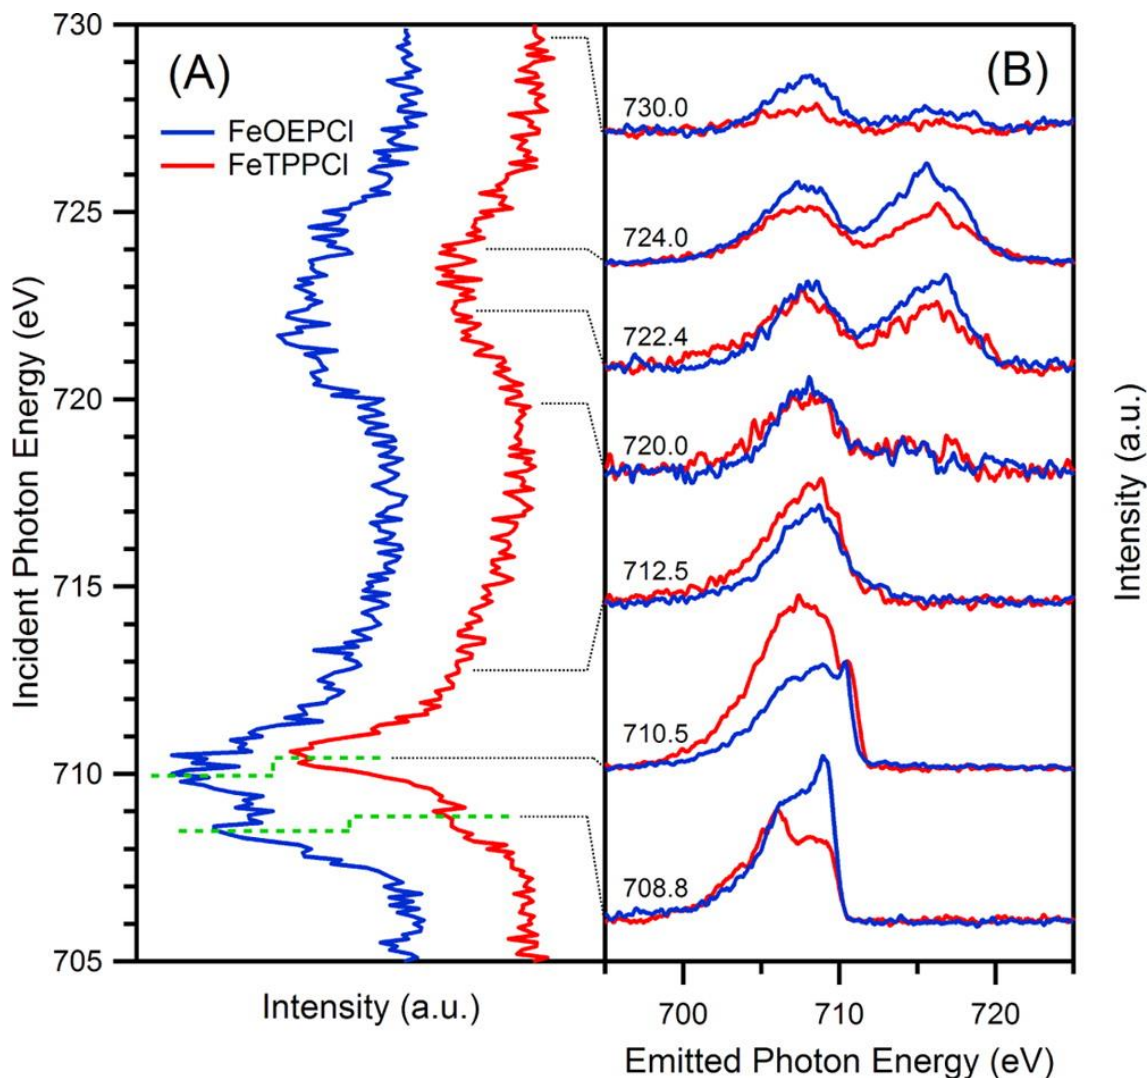 730
725
720
715
710
705
Incident Photon Energy (eV)
(A)
FeOEPCl
FeTPPCl
Intensity (a.u.)
(B)
730.0
724.0
722.4
720.0
712.5
710.5
708.8
700
710
720
Emitted Photon Energy (eV)
Intensity (a.u.)